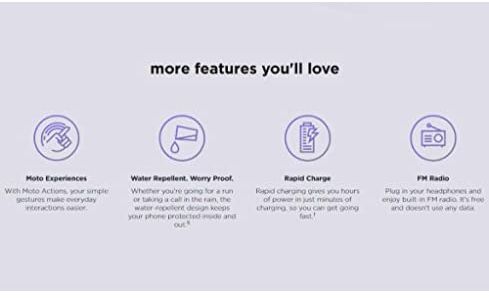 more features you'll love
Moto Experiences
With Moto Actions, your simple
gestures make everyday
interactions easier.
Water Repellent. Worry Proof.
Whether you're going for a run
or taking a call in the rain, the
water-repellent design keeps
your phone protected inside and
out.⁵
Rapid Charge
Rapid charging gives you hours
of power in just minutes of
charging, so you can get going
fast.†
FM Radio
Plug in your headphones and
enjoy built-in FM radio. It's free
and doesn't use any data.